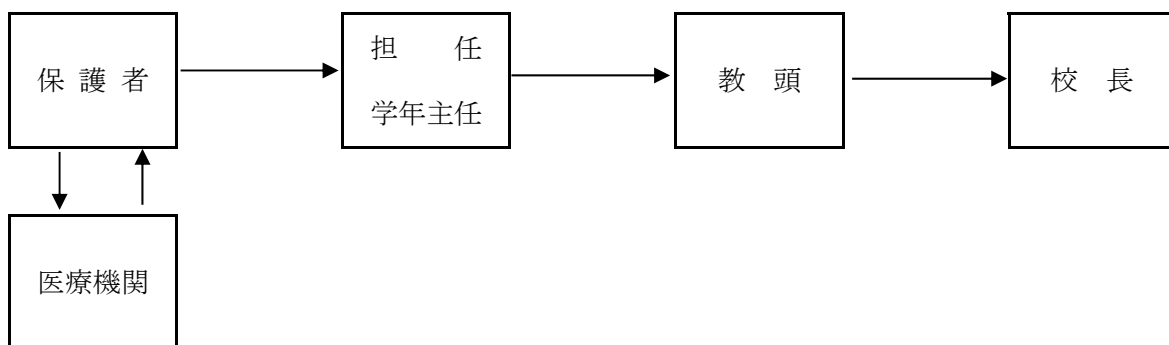 保 護 者
担　　任
学年主任
教　頭
校　長
医療機関